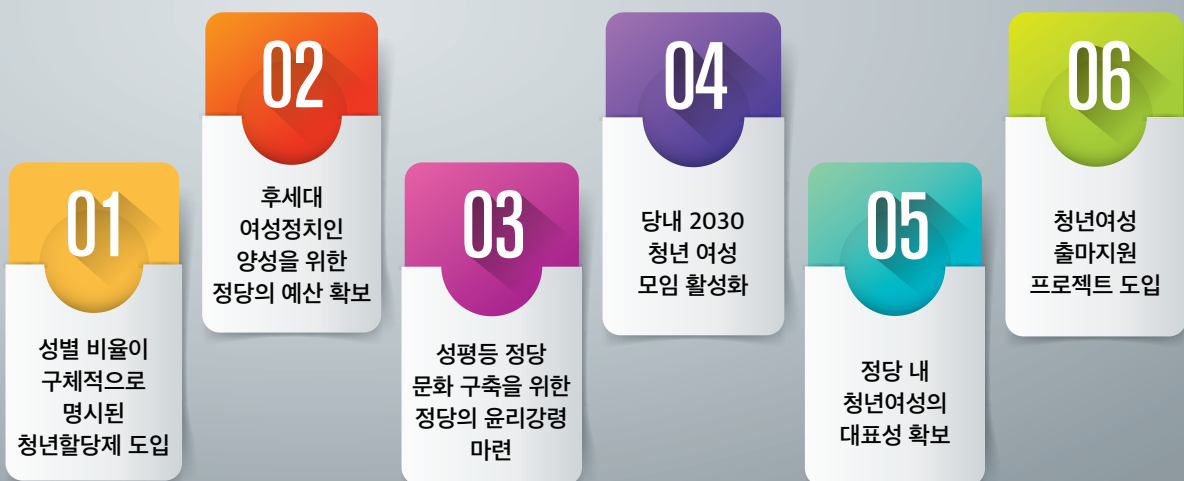 01
성별 비율이
구체적으로
명시된
청년할당제 도입
02
후세대
여성정치인
양성을 위한
정당의 예산 확보
03
성평등 정당
문화 구축을 위한
정당의 윤리강령
마련
04
당내 2030
청년 여성
모임 활성화
05
정당 내
청년여성의
대표성 확보
06
청년여성
출마지원
프로젝트 도입